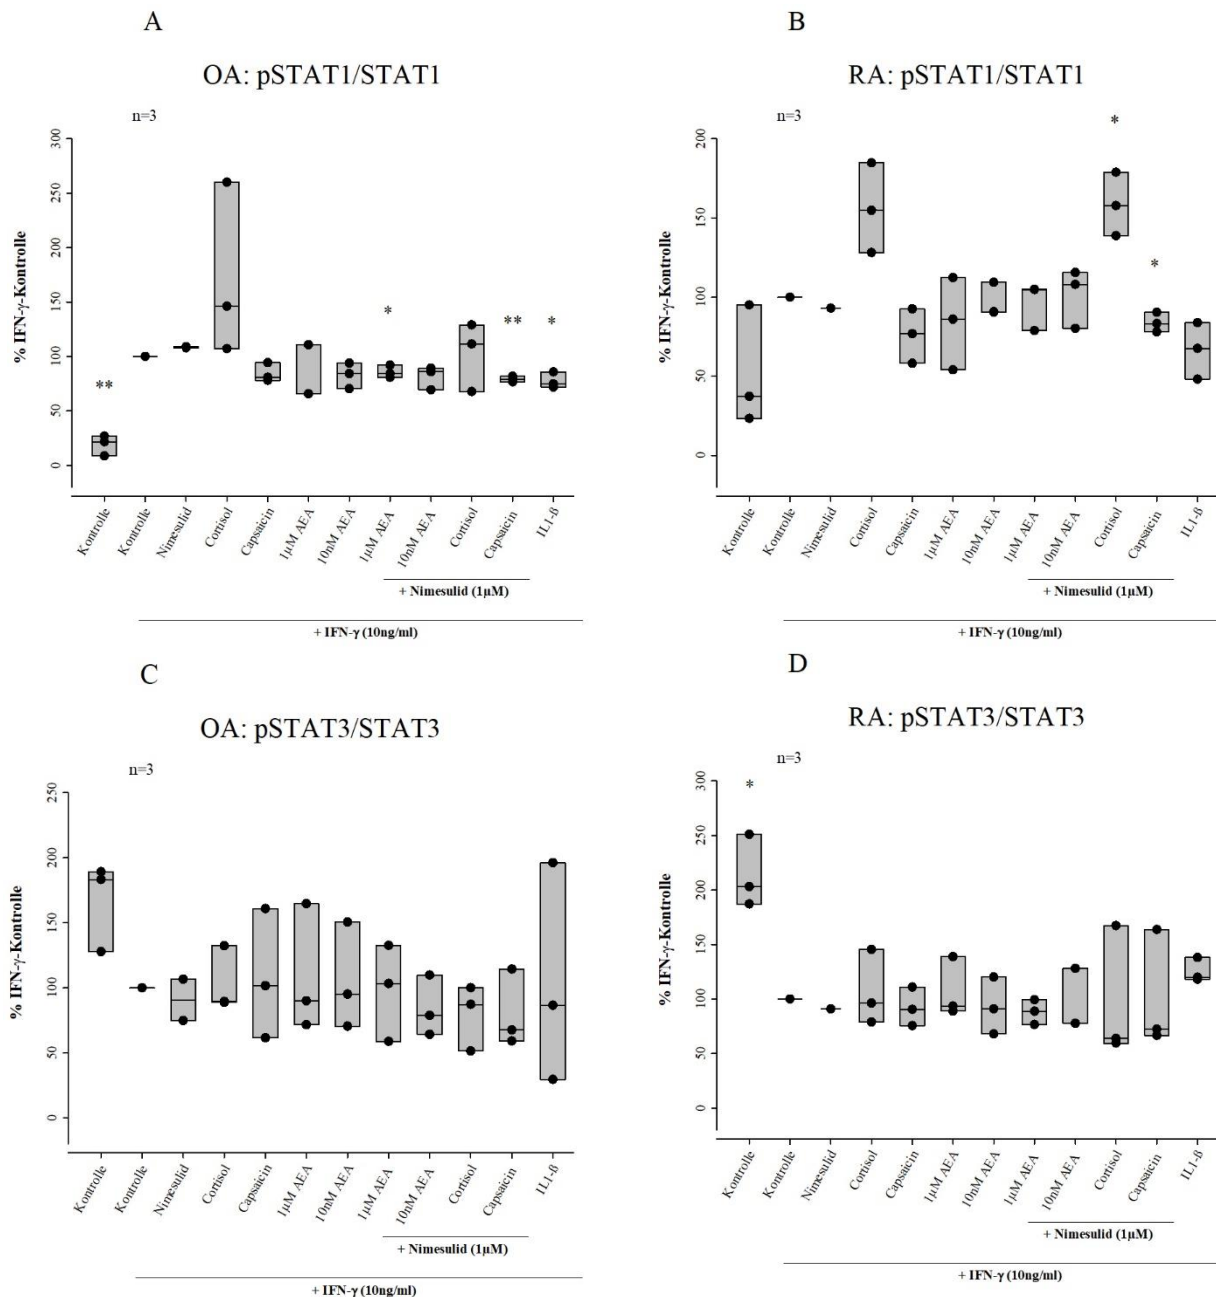 A
OA: pSTAT1/STAT1
n=3
% IFN-γ-Kontrolle
300
250
200
150
100
50
0
**
*
**
*
Kontrolle
Kontrolle
Nimesulid
Cortisol
Capsaicin
1µM AEA
10nM AEA
1µM AEA
10nM AEA
Cortisol
Capsaicin
IL1-ß
+ Nimesulid (1µM)
+ IFN-γ (10ng/ml)
B
RA: pSTAT1/STAT1
n=3
% IFN-γ-Kontrolle
200
150
100
50
0
*
*
Kontrolle
Kontrolle
Nimesulid
Cortisol
Capsaicin
1µM AEA
10nM AEA
1µM AEA
10nM AEA
Cortisol
Capsaicin
IL1-ß
+ Nimesulid (1µM)
+ IFN-γ (10ng/ml)
C
OA: pSTAT3/STAT3
n=3
% IFN-γ-Kontrolle
250
200
150
100
50
0
Kontrolle
Kontrolle
Nimesulid
Cortisol
Capsaicin
1µM AEA
10nM AEA
1µM AEA
10nM AEA
Cortisol
Capsaicin
IL1-ß
+ Nimesulid (1µM)
+ IFN-γ (10ng/ml)
D
RA: pSTAT3/STAT3
n=3
% IFN-γ-Kontrolle
300
250
200
150
100
50
0
*
Kontrolle
Kontrolle
Nimesulid
Cortisol
Capsaicin
1µM AEA
10nM AEA
1µM AEA
10nM AEA
Cortisol
Capsaicin
IL1-ß
+ Nimesulid (1µM)
+ IFN-γ (10ng/ml)